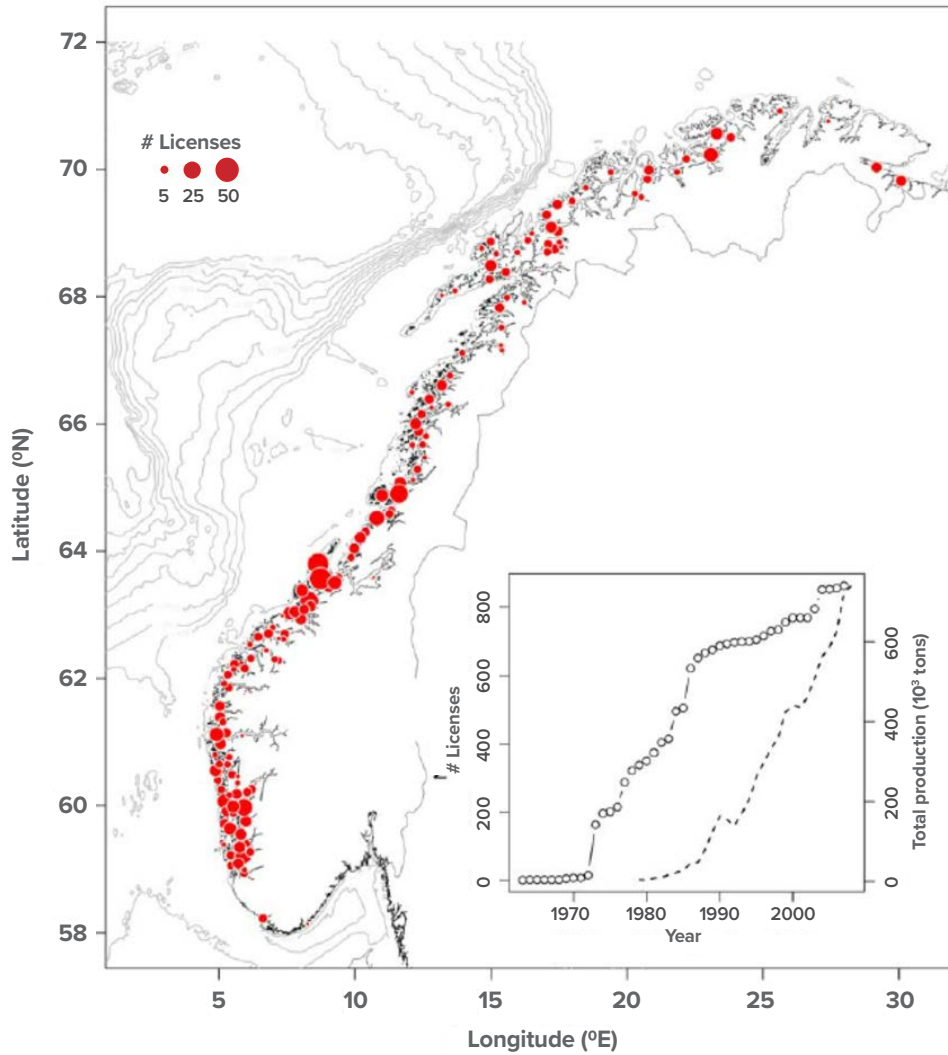 72
70
68
66
64
62
60
58
Latitude (⁰N)
# Licenses
5 25 50
800
600
400
200
0
# Licenses
600
400
200
0
Total production (10³ tons)
1970 1980 1990 2000
Year
5 10 15 20 25 30
Longitude (⁰E)